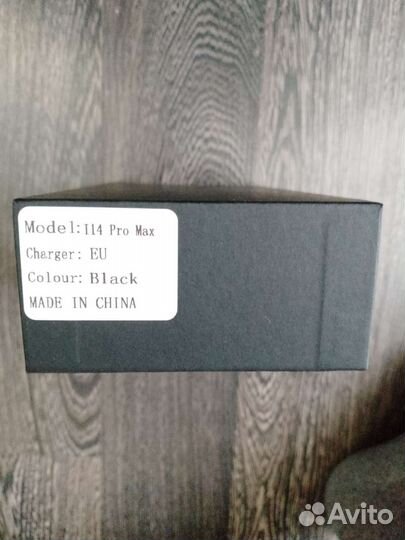 Model: I14 Pro Max
Charger: EU
Colour: Black
MADE IN CHINA
Avito